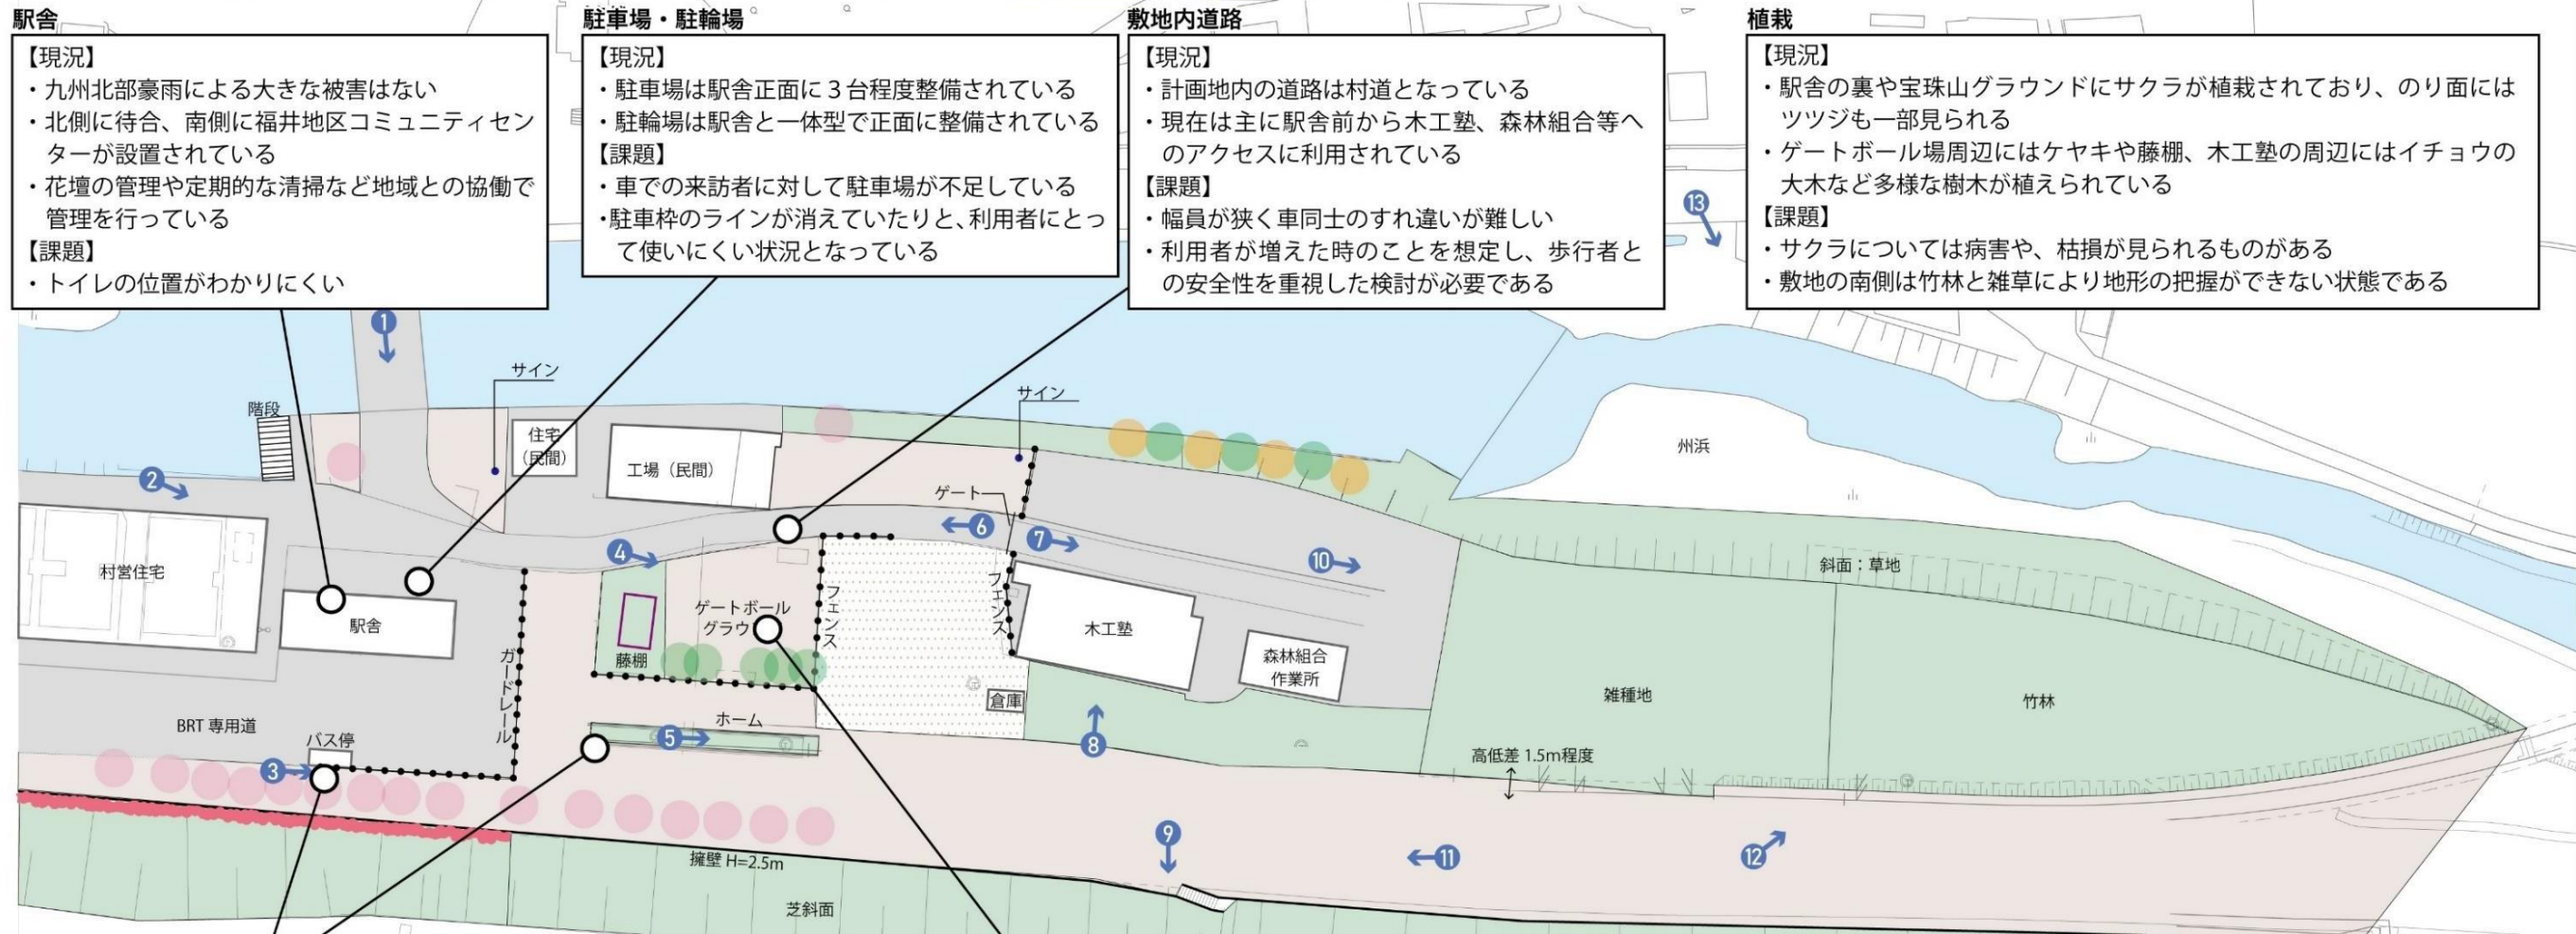 駅舎
【現況】
・九州北部豪雨による大きな被害はない
・北側に待合、南側に福井地区コミュニティセン
ターが設置されている
・花壇の管理や定期的な清掃など地域との協働で
管理を行っている
【課題】
・トイレの位置がわかりにくい
駐車場・駐輪場
【現況】
・駐車場は駅舎正面に３台程度整備されている
・駐輪場は駅舎と一体型で正面に整備されている
【課題】
・車での来訪者に対して駐車場が不足している
・駐車枠のラインが消えていたりと、利用者にとっ
て使いにくい状況となっている
敷地内道路
【現況】
・計画地内の道路は村道となっている
・現在は主に駅舎前から木工塾、森林組合等へ
のアクセスに利用されている
【課題】
・幅員が狭く車同士のすれ違いが難しい
・利用者が増えた時のことを想定し、歩行者と
の安全性を重視した検討が必要である
植栽
【現況】
・駅舎の裏や宝珠山グラウンドにサクラが植栽されており、のり面には
ツツジも一部見られる
・ゲートボール場周辺にはケヤキや藤棚、木工塾の周辺にはイチョウの
大木など多様な樹木が植えられている
【課題】
・サクラについては病害や、枯損が見られるものがある
・敷地の南側は竹林と雑草により地形の把握ができない状態である
13
1
サイン
サイン
階段
住宅
（民間）
工場（民間）
州浜
2
ゲート
6
7
4
10
斜面：草地
村営住宅
駅舎
ガードレール
藤棚
ゲートボール
グラウ
フェンス
フェンス
木工塾
森林組合
作業所
倉庫
雑種地
竹林
BRT 専用道
バス停
ホーム
5
8
3
高低差 1.5m程度
擁壁 H=2.5m
9
11
12
芝斜面